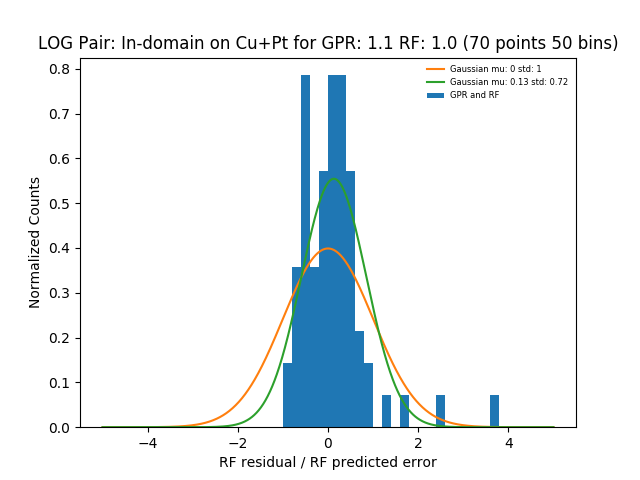 LOG Pair: In-domain on Cu+Pt for GPR: 1.1 RF: 1.0 (70 points 50 bins)
Gaussian mu: 0 std: 1
Gaussian mu: 0.13 std: 0.72
GPR and RF
Normalized Counts
0.8
0.7
0.6
0.5
0.4
0.3
0.2
0.1
0.0
−4
−2
0
2
4
RF residual / RF predicted error